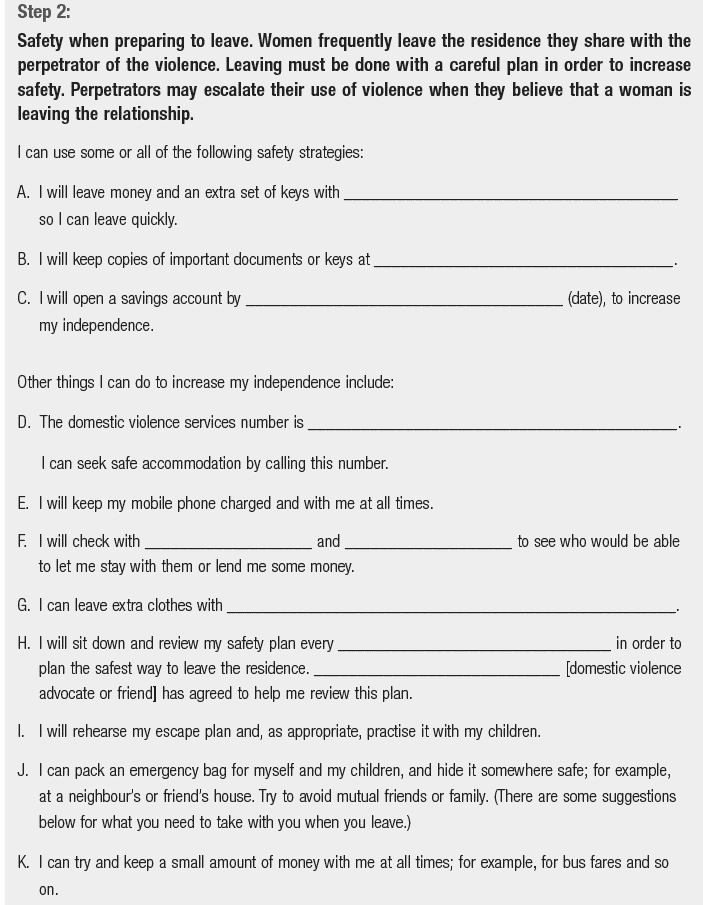 Step 2:
Safety when preparing to leave. Women frequently leave the residence they share with the
perpetrator of the violence. Leaving must be done with a careful plan in order to increase
safety. Perpetrators may escalate their use of violence when they believe that a woman is
leaving the relationship.
I can use some or all of the following safety strategies:
A. I will leave money and an extra set of keys with ______________________________
so I can leave quickly.
B. I will keep copies of important documents or keys at ______________________________.
C. I will open a savings account by ______________________________ (date), to increase
my independence.
Other things I can do to increase my independence include:
D. The domestic violence services number is ______________________________.
I can seek safe accommodation by calling this number.
E. I will keep my mobile phone charged and with me at all times.
F. I will check with ________________ and ________________ to see who would be able
to let me stay with them or lend me some money.
G. I can leave extra clothes with ______________________________.
H. I will sit down and review my safety plan every ______________________________ in order to
plan the safest way to leave the residence. ______________________________ [domestic violence
advocate or friend] has agreed to help me review this plan.
I. I will rehearse my escape plan and, as appropriate, practise it with my children.
J. I can pack an emergency bag for myself and my children, and hide it somewhere safe; for example,
at a neighbour's or friend's house. Try to avoid mutual friends or family. (There are some suggestions
below for what you need to take with you when you leave.)
K. I can try and keep a small amount of money with me at all times; for example, for bus fares and so
on.